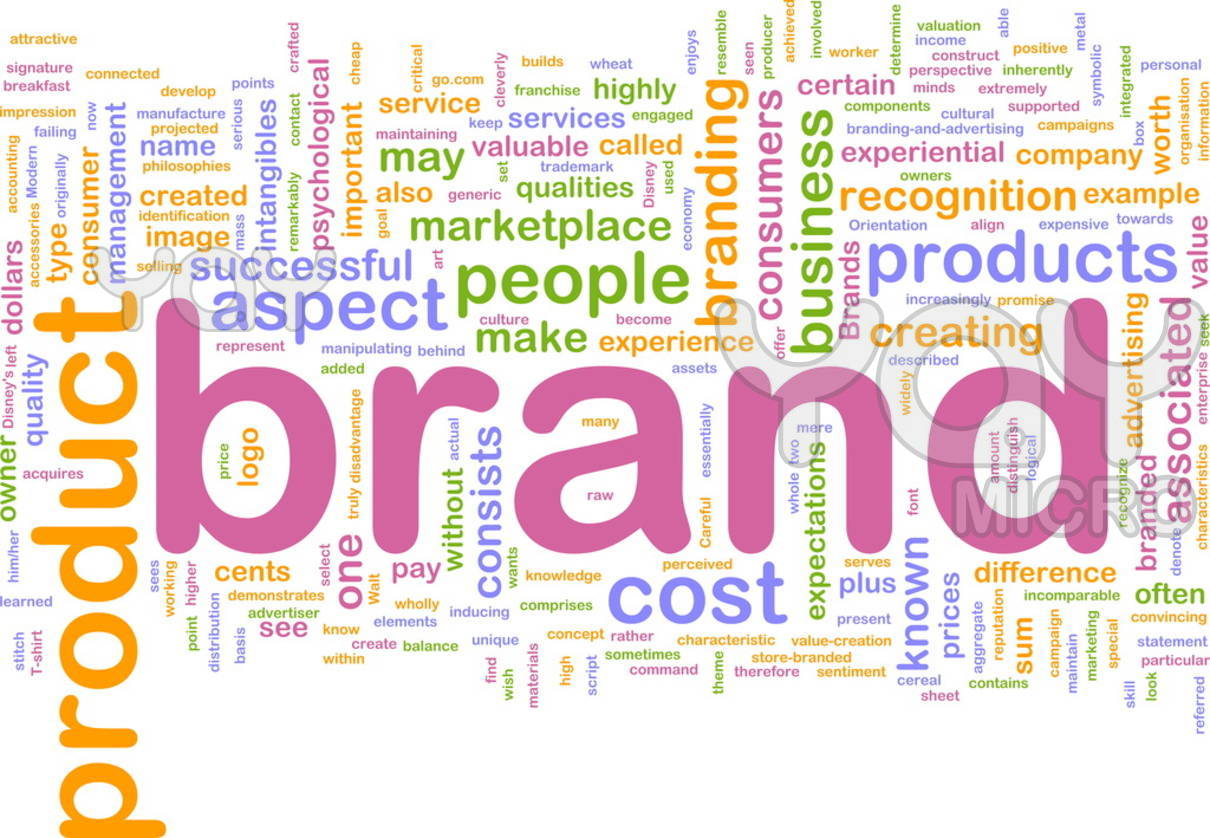 attractive
signature
breakfast
connected
develop
points
crafted
impression
failing
now
manufacture
projected
name
philosophies
serious
contact
psychological
accounting
Modern
originally
consumer
management
created
identification
image
mass
intangibles
remarkably
important
cheap
critical
go.com
cleverly
builds
wheat
franchise
highly
enjoys
resemble
seen
producer
achieved
involved
worker
determine
valuation
income
able
construct
positive
metal
perspective
inherently
personal
minds
extremely
symbolic
integrated
service
keep
services
engaged
maintaining
valuable
called
may
set
trademark
also
generic
qualities
Disney
used
goal
marketplace
economy
branding
consumers
certain
business
components
supported
cultural
branding-and-advertising
campaigns
box
worth
organisation
information
experiential
company
owners
recognition
example
Orientation
align
expensive
towards
value
dollars
accessories
type
selling
successful
art
people
aspect
culture
become
make
experience
offer
Brands
products
increasingly
promise
creating
described
advertising
associated
seek
enterprise
Disney's
left
quality
product
represent
manipulating
behind
added
assets
widely
brand
price
logo
truly
disadvantage
actual
many
raw
essentially
mere
two
whole
amount
distinguish
logical
font
recognize
branded
characteristics
denote
owner
acquires
without
consists
Careful
expectations
him/her
learned
sees
working
higher
cents
demonstrates
advertiser
select
one
Walt
pay
wants
knowledge
perceived
serves
cost
plus
known
prices
difference
incomparable
often
convincing
wholly
elements
inducing
comprises
present
see
know
within
create
balance
unique
concept
rather
characteristic
value-creation
aggregate
reputation
sum
campaign
maintain
marketing
special
statement
particular
stitch
T-shirt
point
distribution
basis
find
wish
materials
high
script
sometimes
command
theme
store-branded
therefore
sentiment
cereal
sheet
contains
skill
look
referred
YAY
YAY
MICRO